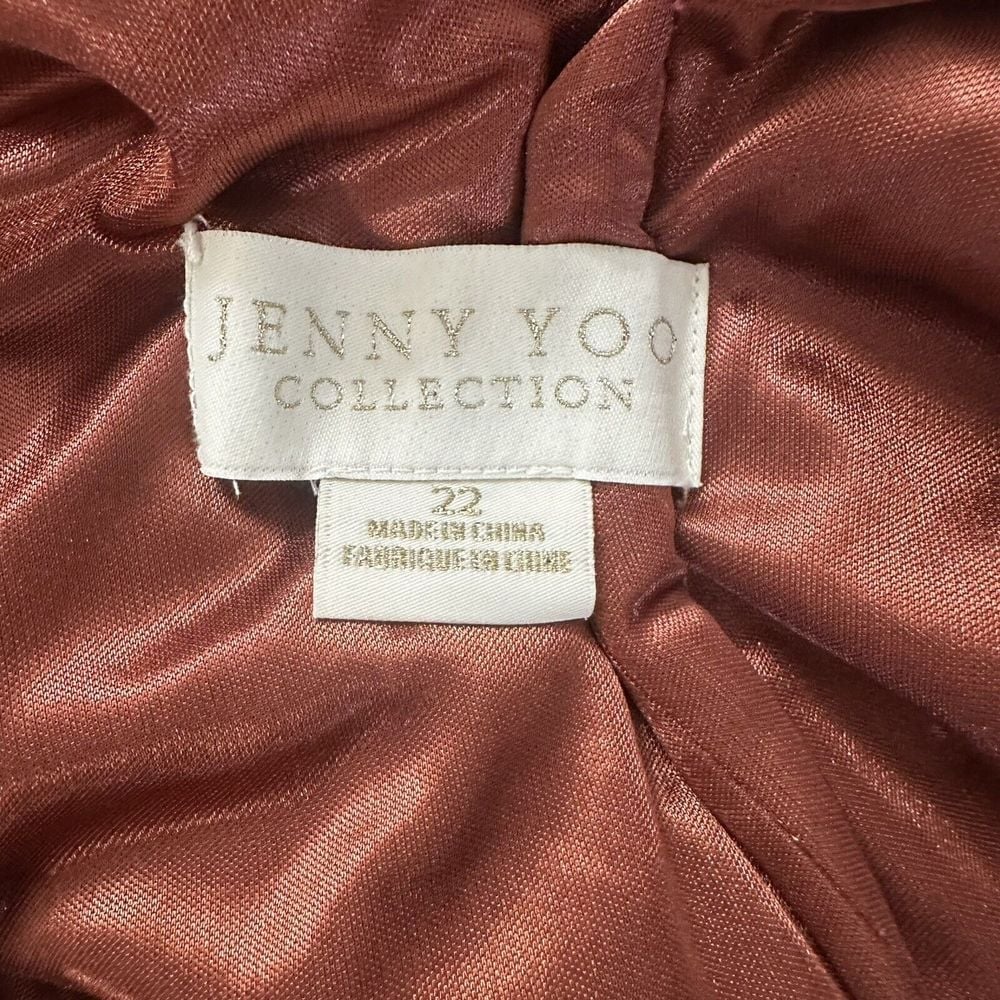 JENNY YOO
COLLECTION
22
MADE IN CHINA
FABRIQUE EN CHINE